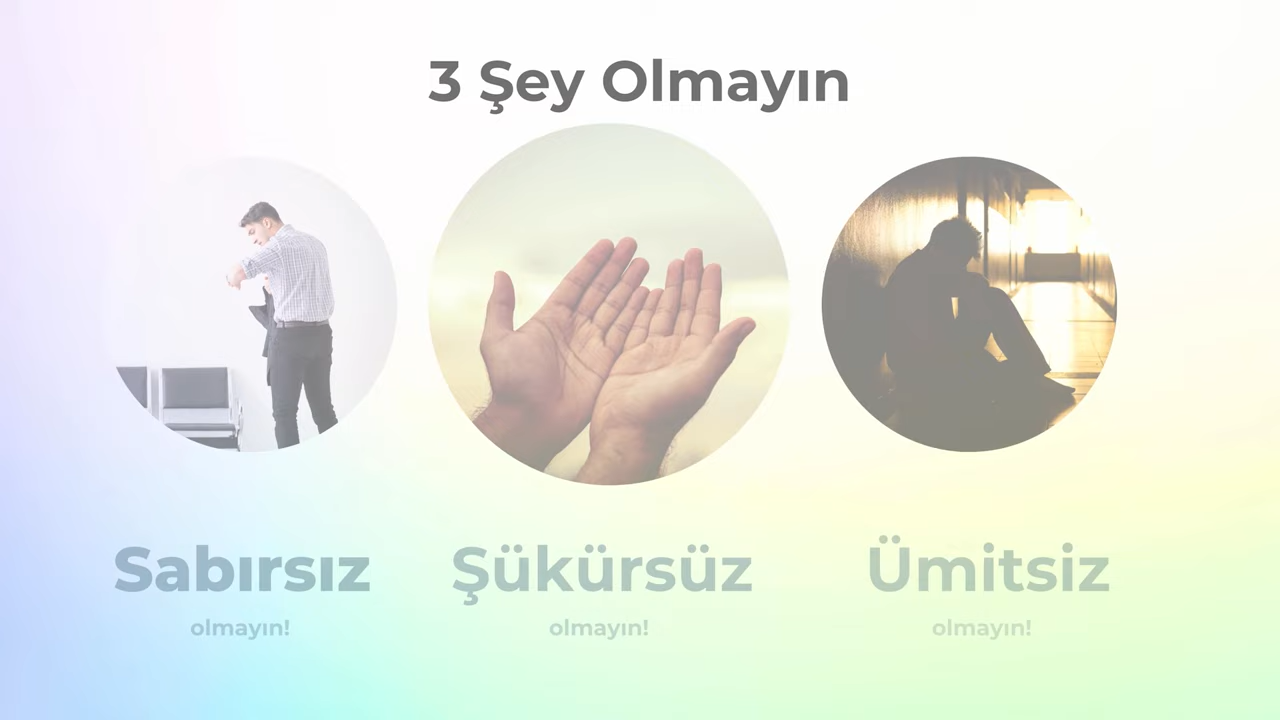 3 Şey Olmayın
Sabırsız
olmayın!
Şükürsüz
olmayın!
Ümitsiz
olmayın!